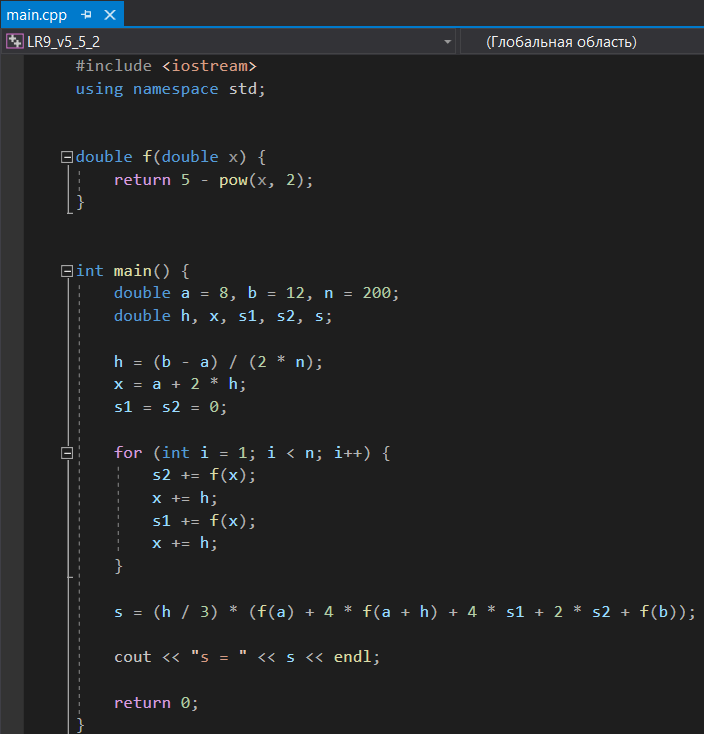 main.cpp
LR9_v5_5_2 (Глобальная область)
#include <iostream>
using namespace std;
double f(double x) {
return 5 - pow(x, 2);
}
int main() {
double a = 8, b = 12, n = 200;
double h, x, s1, s2, s;
h = (b - a) / (2 * n);
x = a + 2 * h;
s1 = s2 = 0;
for (int i = 1; i < n; i++) {
s2 += f(x);
x += h;
s1 += f(x);
x += h;
}
s = (h / 3) * (f(a) + 4 * f(a + h) + 4 * s1 + 2 * s2 + f(b));
cout << "s = " << s << endl;
return 0;
}